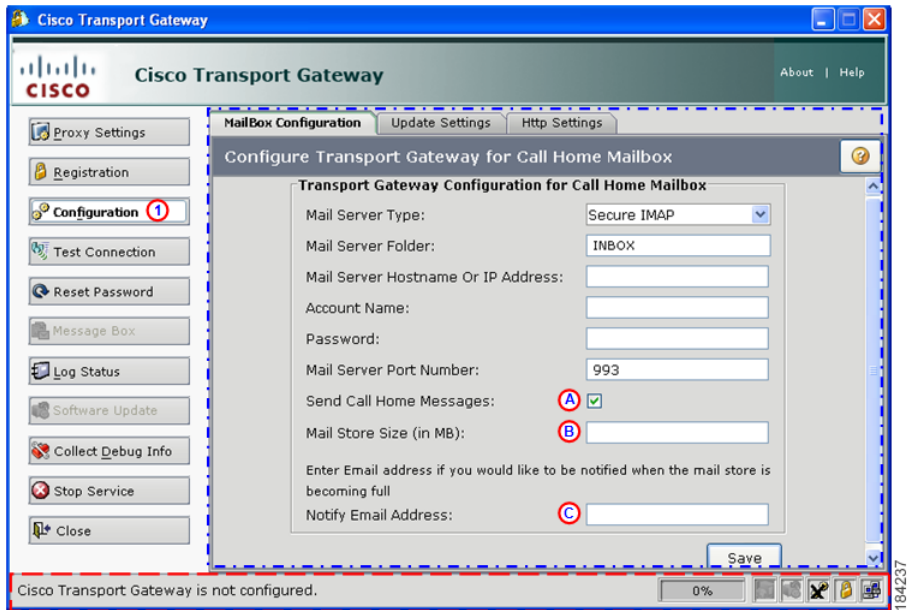 Cisco Transport Gateway
CISCO
Cisco Transport Gateway
About | Help
Proxy Settings
Registration
Configuration 1
Test Connection
Reset Password
Message Box
Log Status
Software Update
Collect Debug Info
Stop Service
Close
MailBox Configuration Update Settings Http Settings
Configure Transport Gateway for Call Home Mailbox ?
Transport Gateway Configuration for Call Home Mailbox
Mail Server Type: Secure IMAP
Mail Server Folder: INBOX
Mail Server Hostname Or IP Address:
Account Name:
Password:
Mail Server Port Number: 993
Send Call Home Messages: A
Mail Store Size (in MB): B
Enter Email address if you would like to be notified when the mail store is
becoming full
Notify Email Address: C
Save
Cisco Transport Gateway is not configured. 0%
184237